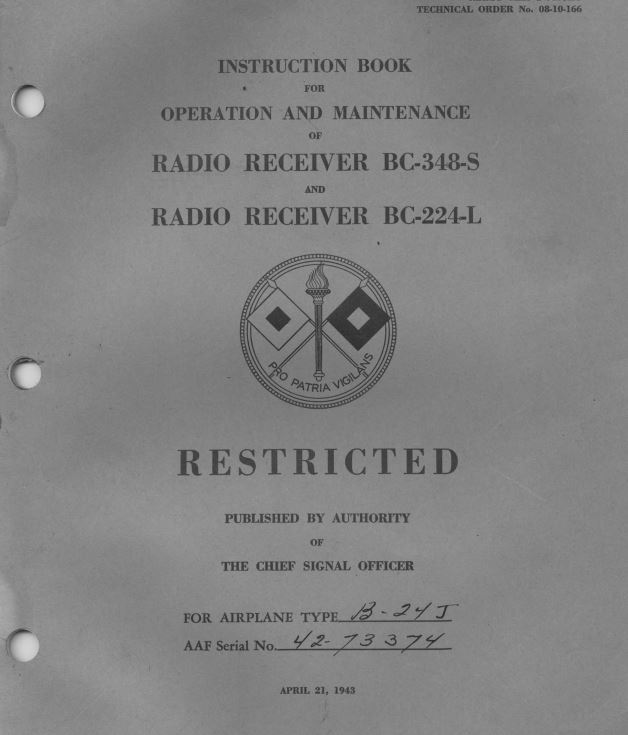 TECHNICAL ORDER No. 08-10-166
INSTRUCTION BOOK
FOR
OPERATION AND MAINTENANCE
OF
RADIO RECEIVER BC-348-S
AND
RADIO RECEIVER BC-224-L
PRO PATRIA VIGILANS
RESTRICTED
PUBLISHED BY AUTHORITY
OF
THE CHIEF SIGNAL OFFICER
FOR AIRPLANE TYPE B-24J
AAF Serial No. 42-73374
APRIL 21, 1943